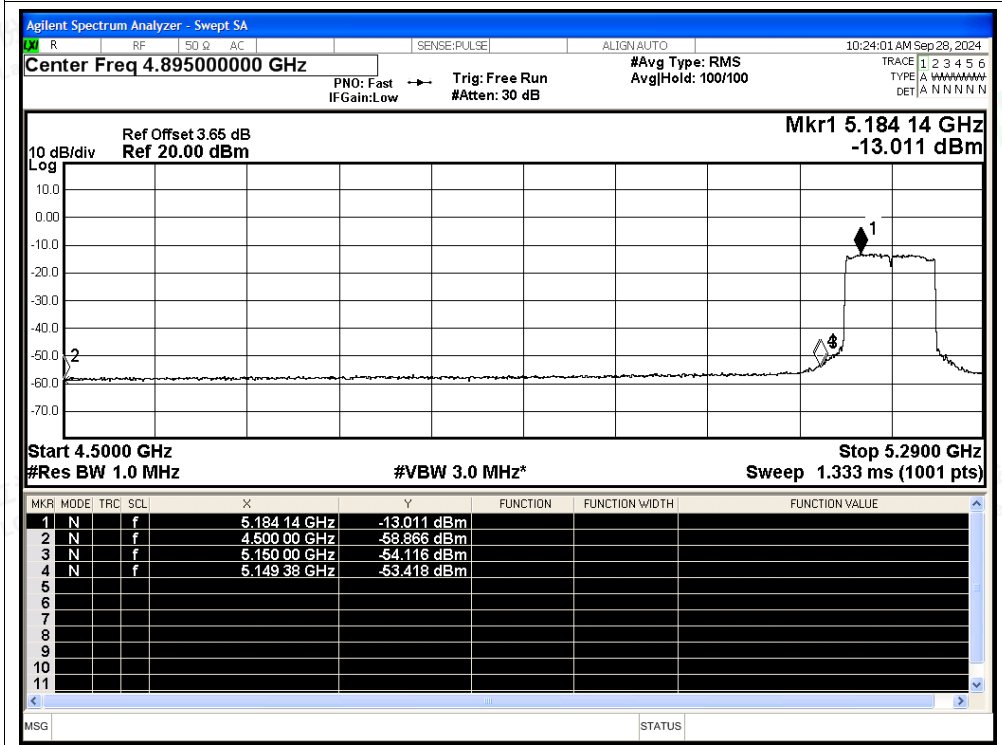 Agilent Spectrum Analyzer - Swept SA
LXI R RF 50 Ω AC SENSE:PULSE ALIGN AUTO 10:24:01 AM Sep 28, 2024
Center Freq 4.895000000 GHz
PNO: Fast
IFGain:Low
Trig: Free Run
#Atten: 30 dB
#Avg Type: RMS
Avg|Hold: 100/100
TRACE 1 2 3 4 5 6
TYPE A WWWWW
DET A N N N N N
Ref Offset 3.65 dB
10 dB/div Ref 20.00 dBm
Log
Mkr1 5.184 14 GHz
-13.011 dBm
10.0
0.00
-10.0
-20.0
-30.0
-40.0
-50.0
-60.0
-70.0
1
2
Start 4.5000 GHz Stop 5.2900 GHz
#Res BW 1.0 MHz #VBW 3.0 MHz* Sweep 1.333 ms (1001 pts)
MKR MODE TRC SCL X Y FUNCTION FUNCTION WIDTH FUNCTION VALUE
1 N f 5.184 14 GHz -13.011 dBm
2 N f 4.500 00 GHz -58.866 dBm
3 N f 5.150 00 GHz -54.116 dBm
4 N f 5.149 38 GHz -53.418 dBm
5
6
7
8
9
10
11
MSG STATUS